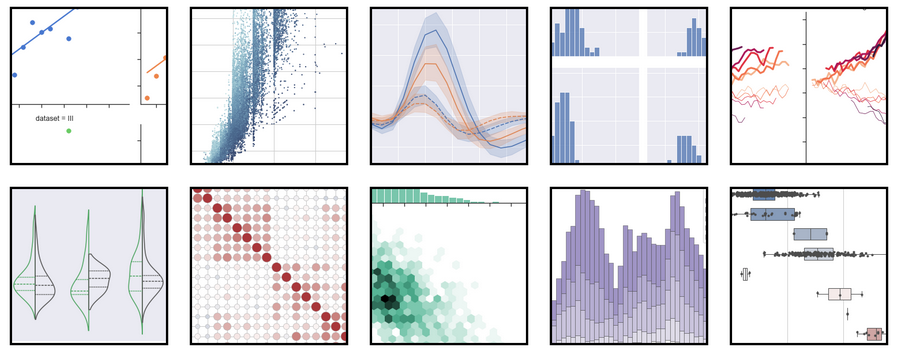 dataset = III